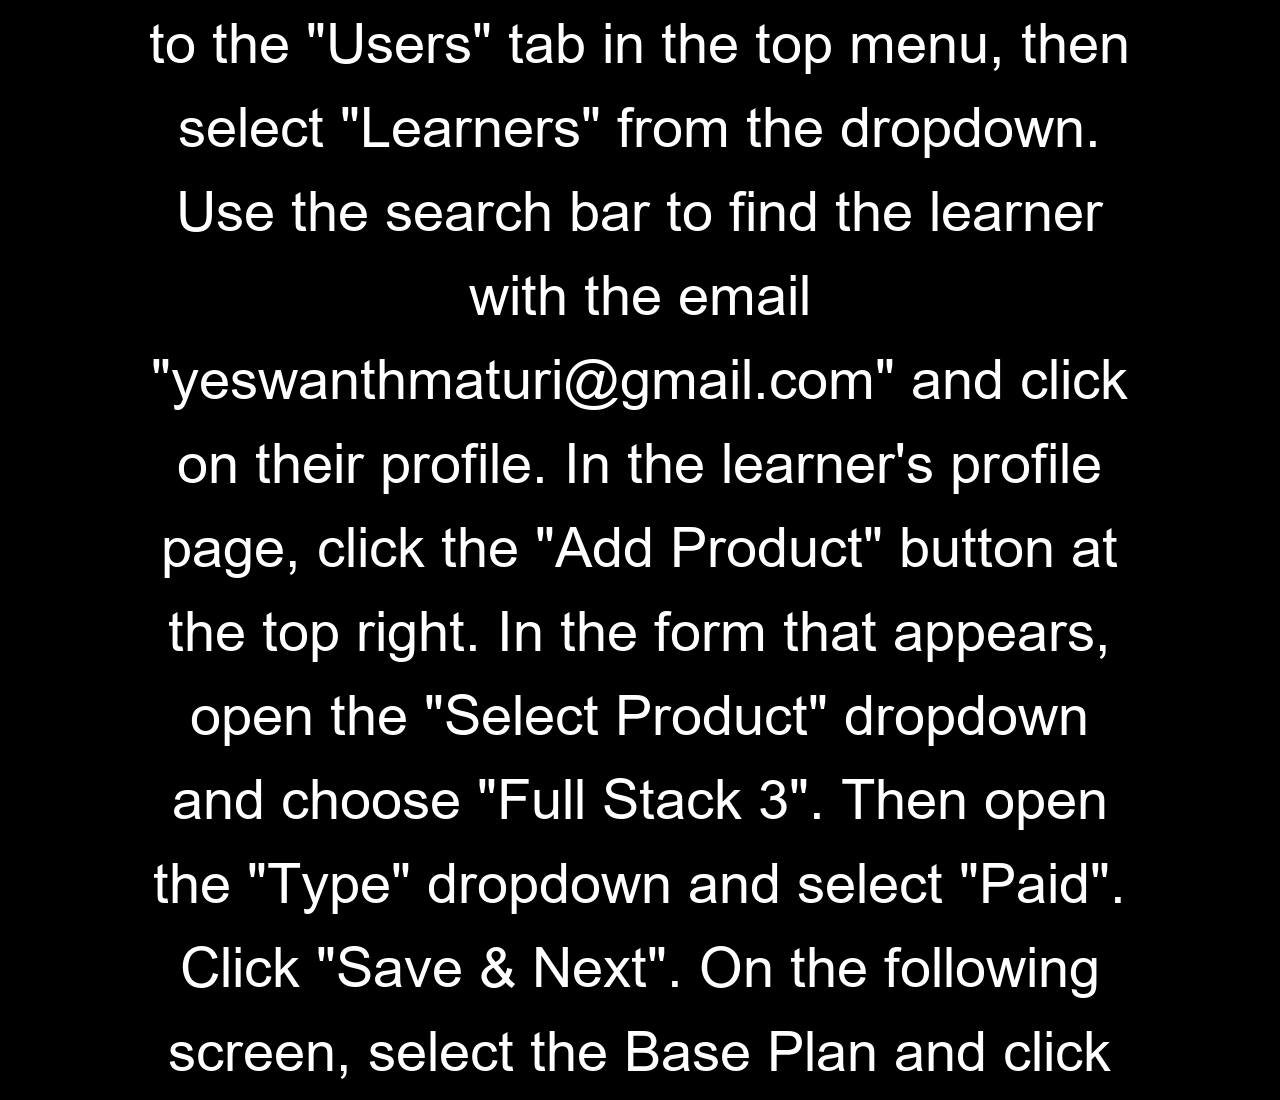 to the "Users" tab in the top menu, then
select "Learners" from the dropdown.
Use the search bar to find the learner
with the email
"yeswanthmaturi@gmail.com" and click
on their profile. In the learner's profile
page, click the "Add Product" button at
the top right. In the form that appears,
open the "Select Product" dropdown
and choose "Full Stack 3". Then open
the "Type" dropdown and select "Paid".
Click "Save & Next". On the following
screen, select the Base Plan and click